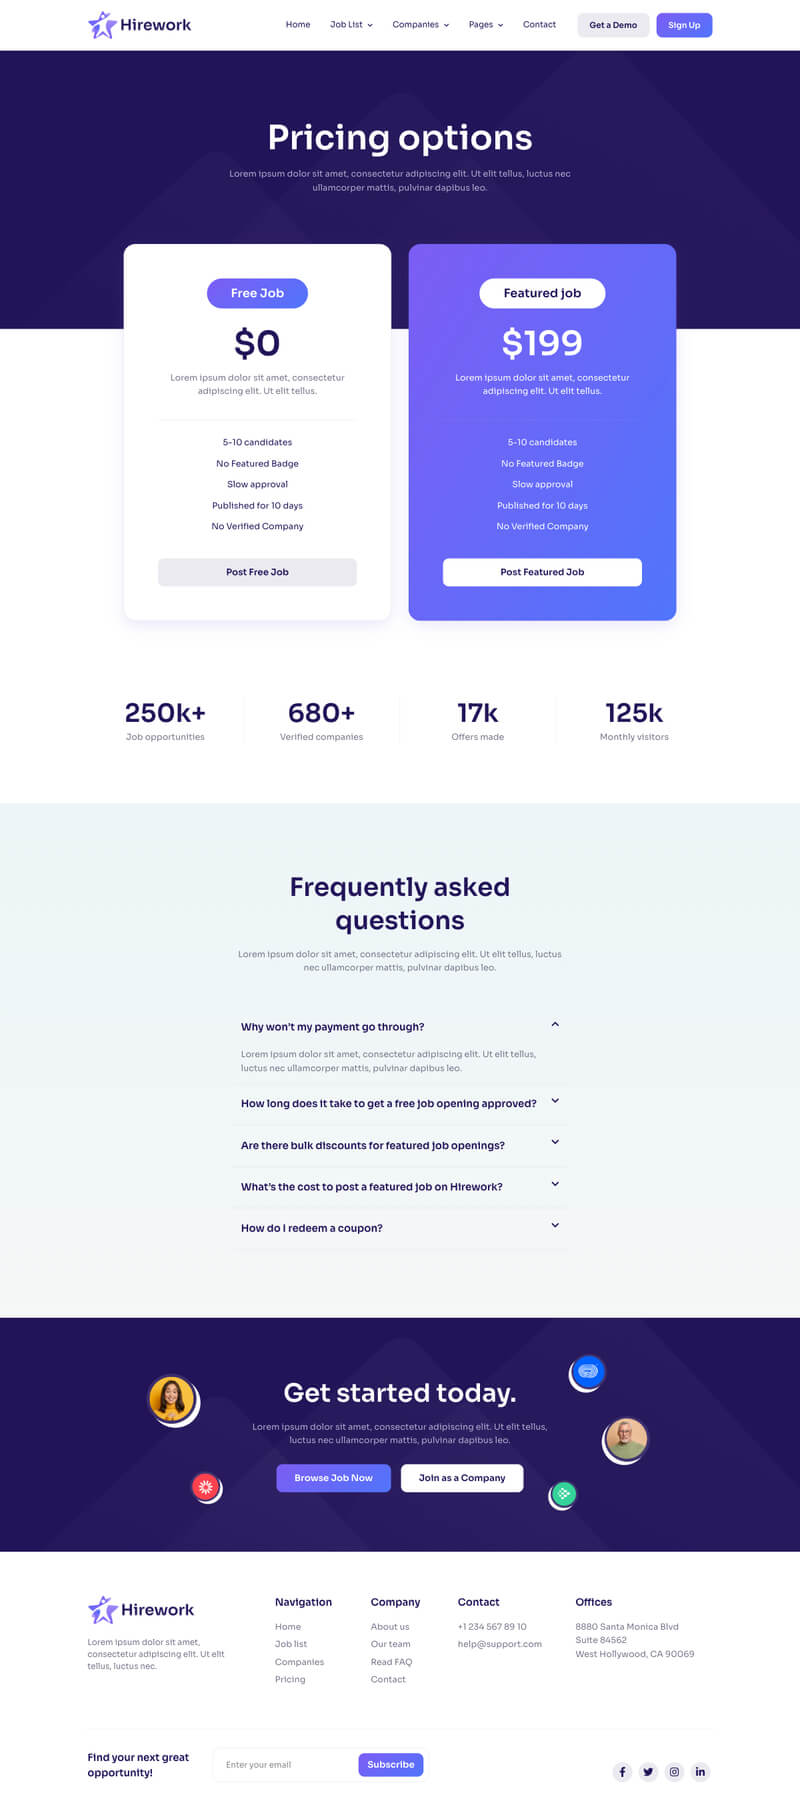 Hirework
Home
Job List
Companies
Pages
Contact
Get a Demo
Sign Up
Pricing options
Lorem ipsum dolor sit amet, consectetur adipiscing elit. Ut elit tellus, luctus nec
ullamcorper mattis, pulvinar dapibus leo.
Free Job
$0
Lorem ipsum dolor sit amet, consectetur
adipiscing elit. Ut elit tellus.
5-10 candidates
No Featured Badge
Slow approval
Published for 10 days
No Verified Company
Post Free Job
Featured job
$199
Lorem ipsum dolor sit amet, consectetur
adipiscing elit. Ut elit tellus.
5-10 candidates
No Featured Badge
Slow approval
Published for 10 days
No Verified Company
Post Featured Job
250k+
Job opportunities
680+
Verified companies
17k
Offers made
125k
Monthly visitors
Frequently asked
questions
Lorem ipsum dolor sit amet, consectetur adipiscing elit. Ut elit tellus, luctus
nec ullamcorper mattis, pulvinar dapibus leo.
Why won't my payment go through?
Lorem ipsum dolor sit amet, consectetur adipiscing elit. Ut elit tellus,
luctus nec ullamcorper mattis, pulvinar dapibus leo.
How long does it take to get a free job opening approved?
Are there bulk discounts for featured job openings?
What's the cost to post a featured job on Hirework?
How do I redeem a coupon?
Get started today.
Lorem ipsum dolor sit amet, consectetur adipiscing elit. Ut elit tellus,
luctus nec ullamcorper mattis, pulvinar dapibus leo.
Browse Job Now
Join as a Company
Hirework
Lorem ipsum dolor sit amet,
consectetur adipiscing elit. Ut elit
tellus, luctus nec.
Navigation
Home
Job list
Companies
Pricing
Company
About us
Our team
Read FAQ
Contact
Contact
+1 234 567 89 10
help@support.com
Offices
8880 Santa Monica Blvd
Suite 84562
West Hollywood, CA 90069
Find your next great
opportunity!
Enter your email
Subscribe